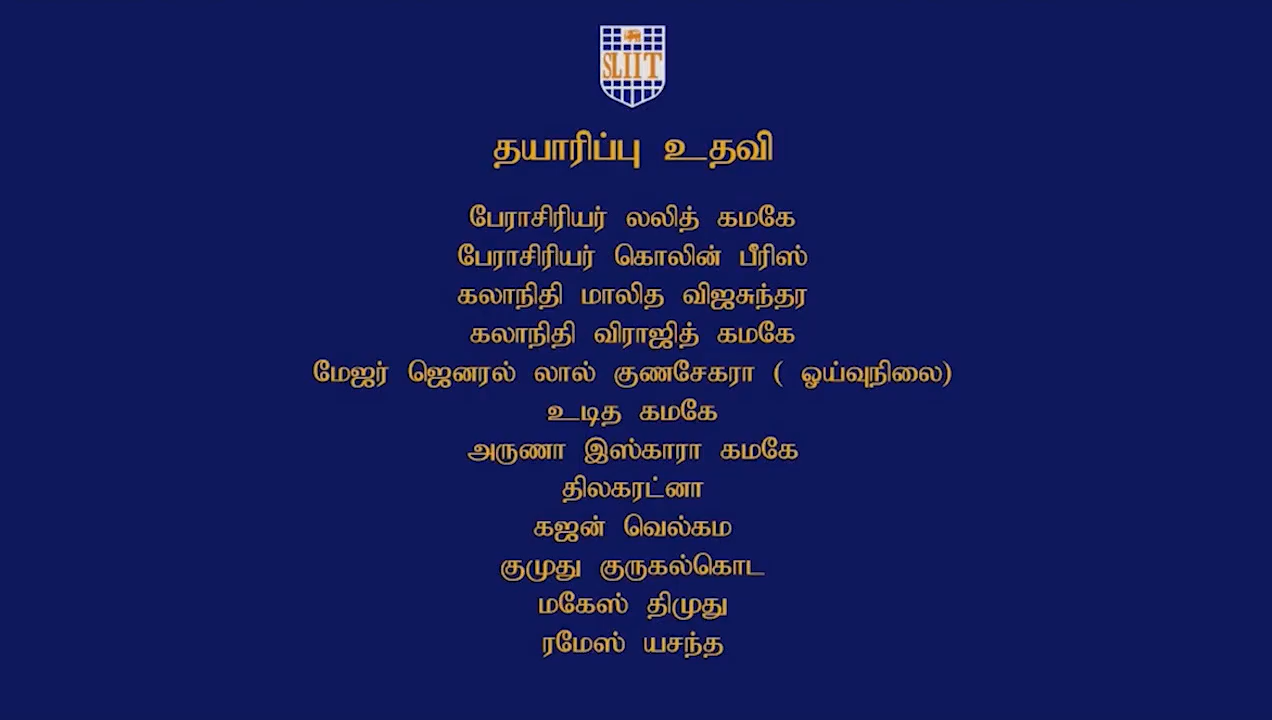 SLIIT
தயாரிப்பு உதவி
பேராசிரியர் லலித் கமகே
பேராசிரியர் கொலின் பீரிஸ்
கலாநிதி மாலித விஜசுந்தர
கலாநிதி விராஜித் கமகே
மேஜர் ஜெனரல் லால் குணசேகரா ( ஓய்வுநிலை)
உடித கமகே
அருணா இஸ்காரா கமகே
திலகரட்னா
கஜன் வெல்கம
குமுது குருகல்கொட
மகேஸ் திமுது
ரமேஸ் யசந்த